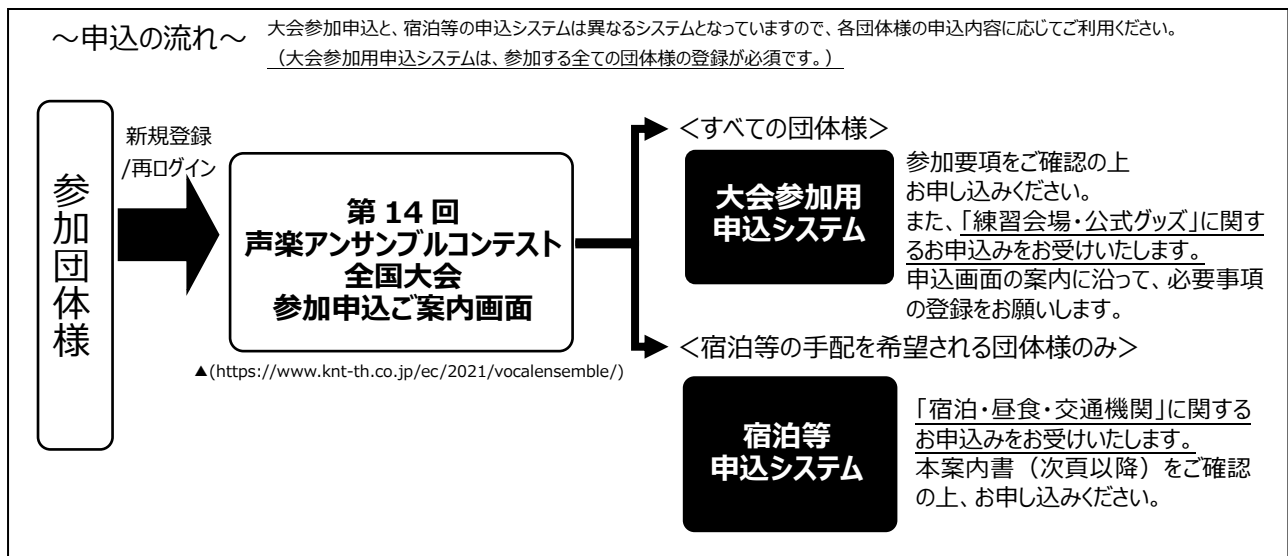 ～申込の流れ～
大会参加申込と、宿泊等の申込システムは異なるシステムとなっていますので、各団体様の申込内容に応じてご利用ください。
（大会参加用申込システムは、参加する全ての団体様の登録が必須です。）
参加団体様
新規登録
/再ログイン
第 14 回
声楽アンサンブルコンテスト
全国大会
参加申込ご案内画面
▲(https://www.knt-th.co.jp/ec/2021/vocalensemble/)
＜すべての団体様＞
大会参加用
申込システム
参加要項をご確認の上
お申し込みください。
また、「練習会場・公式グッズ」に関す
るお申込みをお受けいたします。
申込画面の案内に沿って、必要事項
の登録をお願いします。
＜宿泊等の手配を希望される団体様のみ＞
宿泊等
申込システム
「宿泊・昼食・交通機関」に関する
お申込みをお受けいたします。
本案内書（次頁以降）をご確認
の上、お申し込みください。